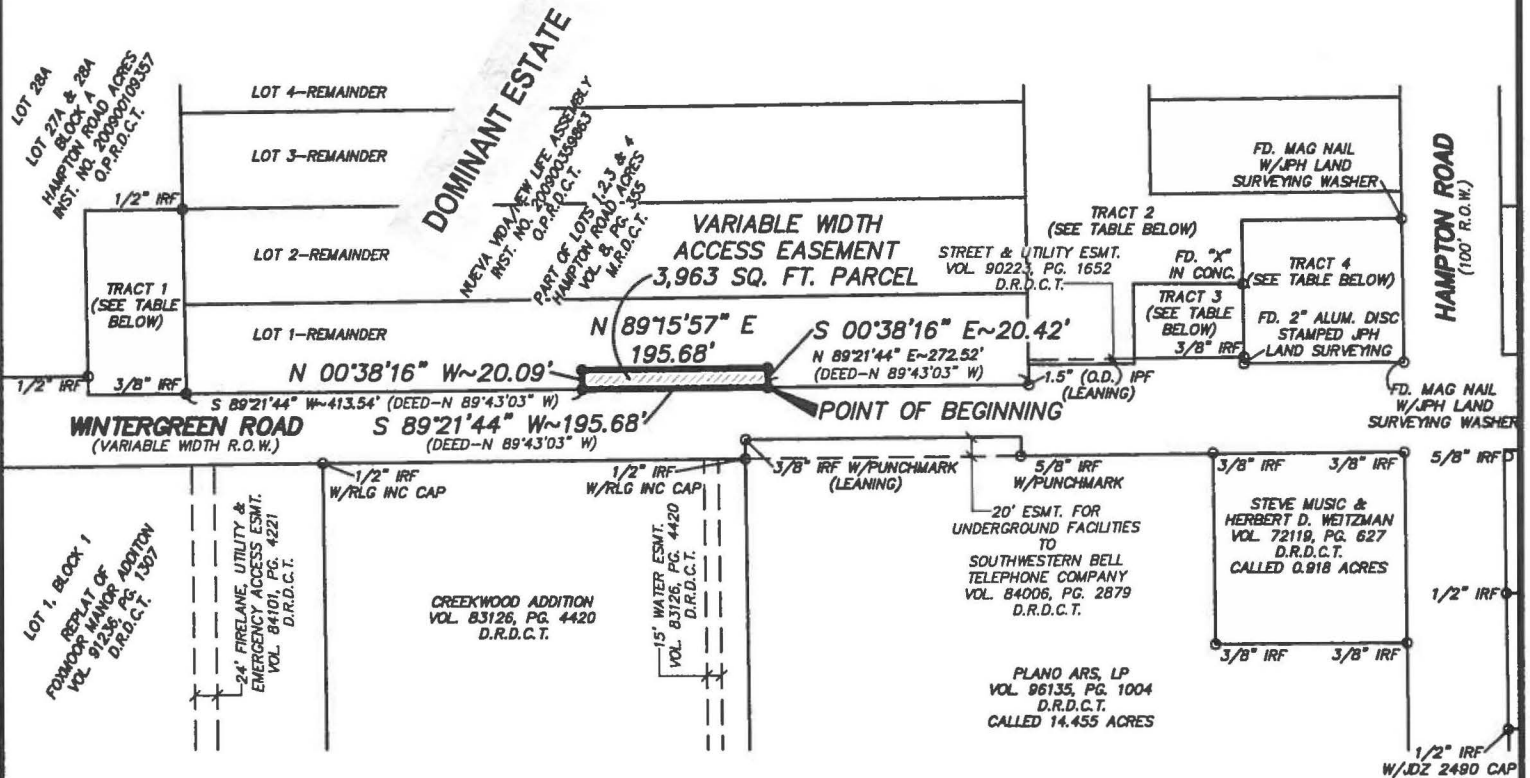 LOT 28A
LOT 27A & 28A
BLOCK A
HAMPTON ROAD ACRES
INST. NO. 200900109357
O.P.R.D.C.T.
LOT 4-REMAINDER
LOT 3-REMAINDER
LOT 2-REMAINDER
LOT 1-REMAINDER
DOMINANT ESTATE
NUEVA VIDA/NEW LIFE ASSEMBLY
INST. NO. 200900359863
O.P.R.D.C.T.
PART OF LOTS 1,2,3 & 4
HAMPTON ROAD ACRES
VOL. 8, PG. 355
M.R.D.C.T.
1/2" IRF
TRACT 1
(SEE TABLE
BELOW)
1/2" IRF
3/8" IRF
VARIABLE WIDTH
ACCESS EASEMENT
3,963 SQ. FT. PARCEL
N 89°15'57" E
195.68'
S 00°38'16" E~20.42'
N 89°21'44" E~272.52'
(DEED-N 89°43'03" W)
N 00°38'16" W~20.09'
S 89°21'44" W~413.54' (DEED-N 89°43'03" W)
S 89°21'44" W~195.68'
(DEED-N 89°43'03" W)
POINT OF BEGINNING
WINTERGREEN ROAD
(VARIABLE WIDTH R.O.W.)
STREET & UTILITY ESMT.
VOL. 90223, PG. 1652
D.R.D.C.T.
TRACT 2
(SEE TABLE BELOW)
FD. MAG NAIL
W/JPH LAND
SURVEYING WASHER
FD. "X"
IN CONC.
TRACT 4
(SEE TABLE BELOW)
TRACT 3
(SEE TABLE
BELOW)
3/8" IRF
FD. 2" ALUM. DISC
STAMPED JPH
LAND SURVEYING
1.5" (O.D.) IPF
(LEANING)
FD. MAG NAIL
W/JPH LAND
SURVEYING WASHER
HAMPTON ROAD
(100' R.O.W.)
1/2" IRF
W/RLG INC CAP
1/2" IRF
W/RLG INC CAP
3/8" IRF W/PUNCHMARK
(LEANING)
5/8" IRF
W/PUNCHMARK
3/8" IRF
3/8" IRF
5/8" IRF
LOT 1, BLOCK 1
REPLAT OF
FOXMOOR MANOR ADDITON
VOL. 91236, PG. 1307
D.R.D.C.T.
24' FIRELANE, UTILITY &
EMERGENCY ACCESS ESMT.
VOL. 84101, PG. 4221
D.R.D.C.T.
CREEKWOOD ADDITION
VOL. 83126, PG. 4420
D.R.D.C.T.
15' WATER ESMT.
VOL. 83126, PG. 4420
D.R.D.C.T.
20' ESMT. FOR
UNDERGROUND FACILITIES
TO
SOUTHWESTERN BELL
TELEPHONE COMPANY
VOL. 84006, PG. 2879
D.R.D.C.T.
STEVE MUSIC &
HERBERT D. WEITZMAN
VOL. 72119, PG. 627
D.R.D.C.T.
CALLED 0.918 ACRES
1/2" IRF
3/8" IRF
3/8" IRF
PLANO ARS, LP
VOL. 96135, PG. 1004
D.R.D.C.T.
CALLED 14.455 ACRES
1/2" IRF
W/JDZ 2490 CAP